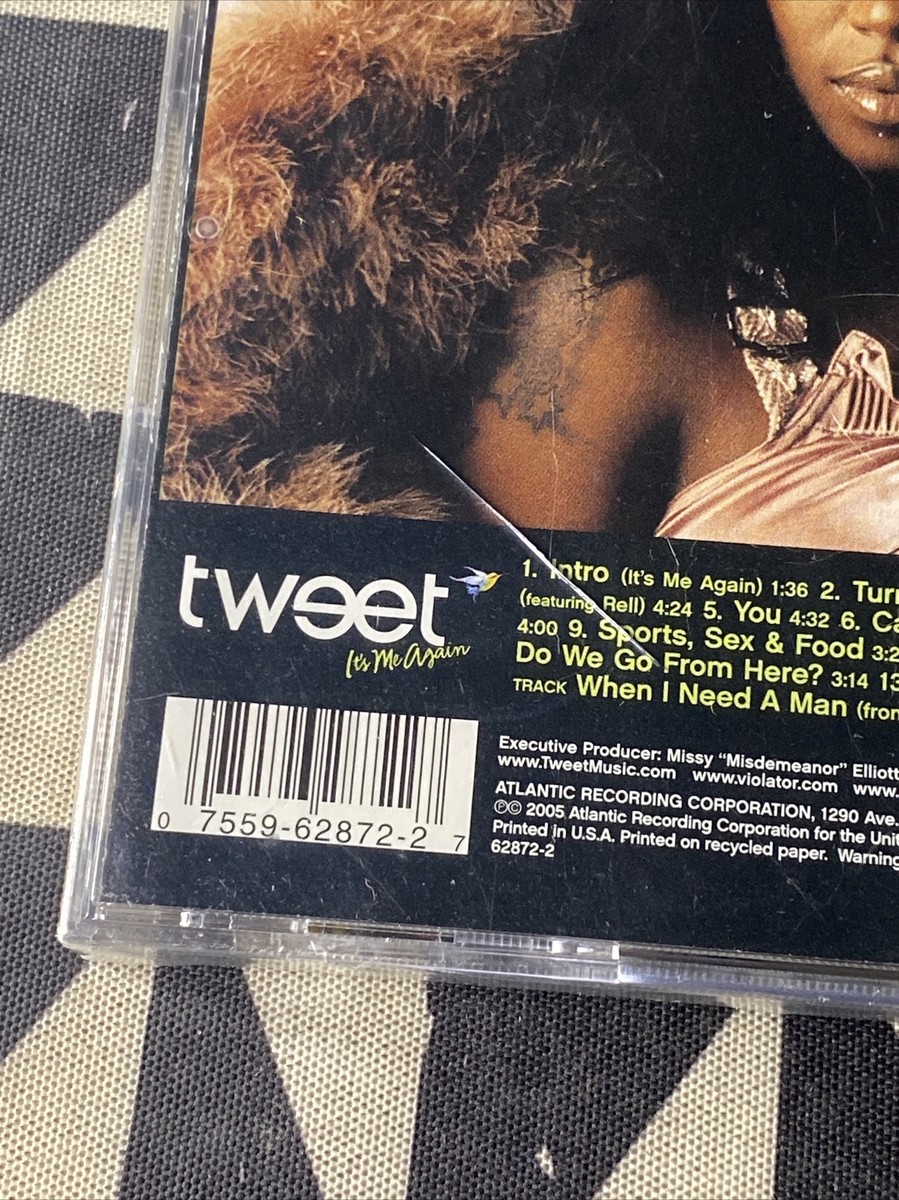 tweet
It's Me Again
1. Intro (It's Me Again) 1:36 2. Turn
(featuring Rell) 4:24 5. You 4:32 6. Ca
4:00 9. Sports, Sex & Food 3:2
Do We Go From Here? 3:14 13
TRACK When I Need A Man (from
0 7559-62872-2 7
Executive Producer: Missy “Misdemeanor” Elliott
www.TweetMusic.com www.violator.com www.
ATLANTIC RECORDING CORPORATION, 1290 Ave.
℗© 2005 Atlantic Recording Corporation for the Unit
Printed in U.S.A. Printed on recycled paper. Warning
62872-2